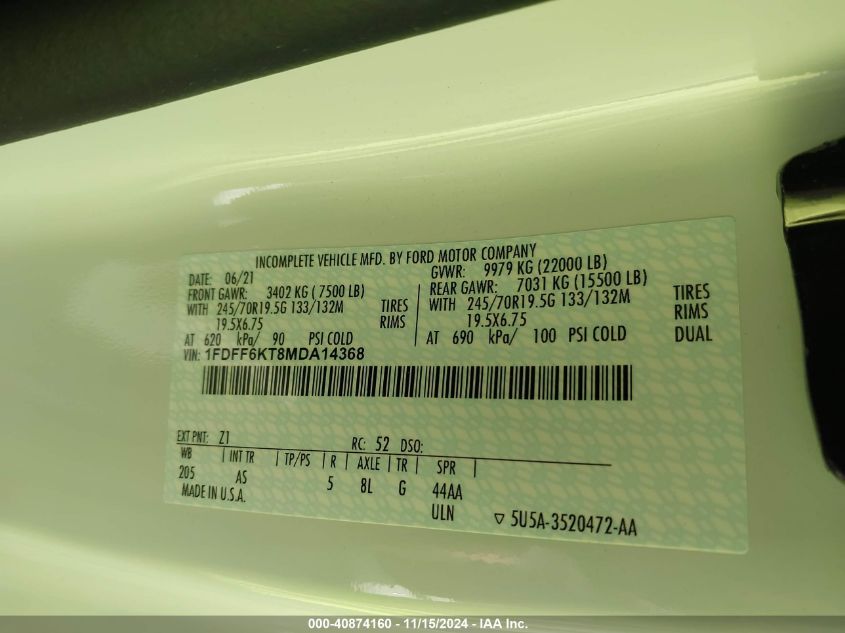 INCOMPLETE VEHICLE MFD. BY FORD MOTOR COMPANY
DATE: 06/21 GVWR: 9979 KG (22000 LB)
FRONT GAWR: 3402 KG ( 7500 LB) REAR GAWR: 7031 KG (15500 LB)
WITH 245/70R19.5G 133/132M TIRES WITH 245/70R19.5G 133/132M TIRES
19.5X6.75 RIMS 19.5X6.75 RIMS
AT 620 kPa/ 90 PSI COLD AT 690 kPa/ 100 PSI COLD DUAL
VIN: 1FDFF6KT8MDA14368
EXT PNT: Z1 RC: 52 DSO:
WB INT TR TP/PS R AXLE TR SPR
205 AS 5 8L G 44AA
MADE IN U.S.A. ULN 5U5A-3520472-AA
000-40874160 - 11/15/2024 - IAA Inc.